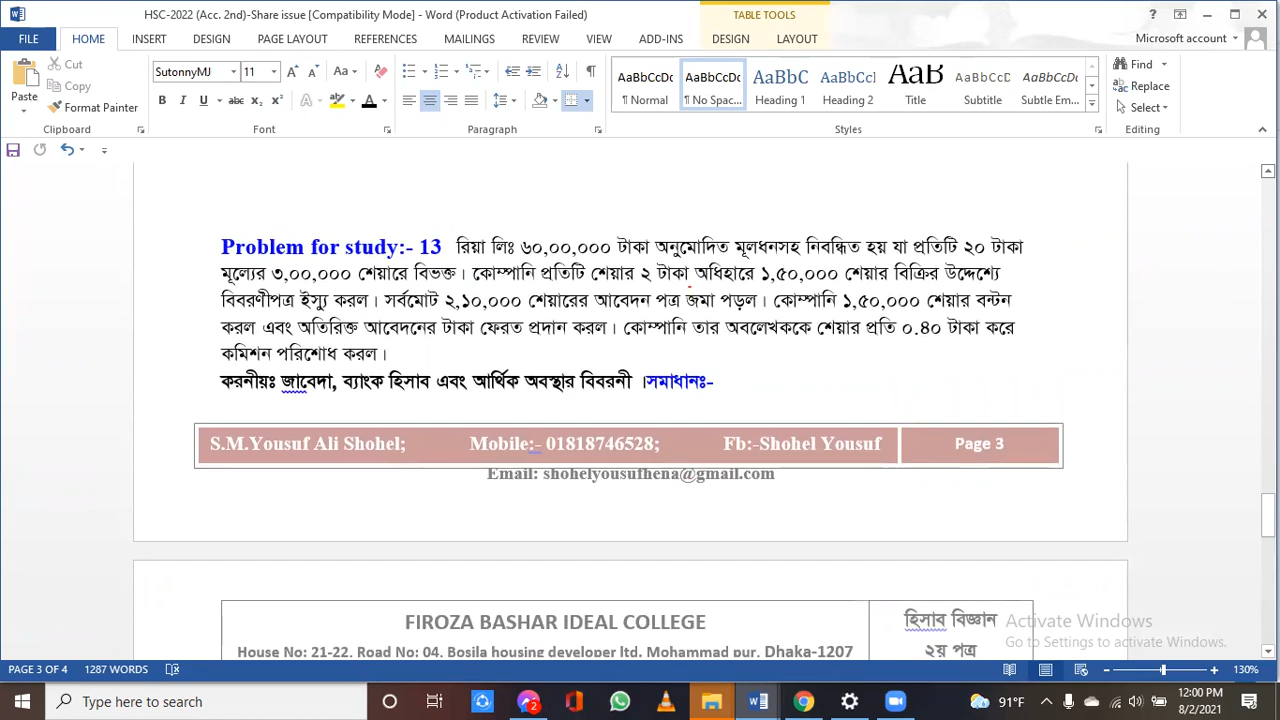 HSC-2022 (Acc. 2nd)-Share issue [Compatibility Mode] - Word (Product Activation Failed)
TABLE TOOLS
FILE HOME INSERT DESIGN PAGE LAYOUT REFERENCES MAILINGS REVIEW VIEW ADD-INS DESIGN LAYOUT
Microsoft account
Paste
Cut
Copy
Format Painter
SutonnyMJ 11
AaBbCcDc AaBbCcDc AaBbC AaBbCc AaB AaBbCcD AaBbCcDc
¶ Normal ¶ No Spac... Heading Heading 2 Title Subtitle Subtle Em...
Find
Replace
Select
Clipboard Font Paragraph Styles Editing
Problem for study:- 13 রিয়া লিঃ ৬০,০০,০০০ টাকা অনুমোদিত মূলধনসহ নিবন্ধিত হয় যা প্রতিটি ২০ টাকা
মূল্যের ৩,০০,০০০ শেয়ারে বিভক্ত। কোম্পানি প্রতিটি শেয়ার ২ টাকা অধিহারে ১,৫০,০০০ শেয়ার বিক্রির উদ্দেশ্যে
বিবরণীপত্র ইস্যু করল। সর্বমোট ২,১০,০০০ শেয়ারের আবেদন পত্র জমা পড়ল। কোম্পানি ১,৫০,০০০ শেয়ার বন্টন
করল এবং অতিরিক্ত আবেদনের টাকা ফেরত প্রদান করল। কোম্পানি তার অবলেখককে শেয়ার প্রতি ০.৪০ টাকা করে
কমিশন পরিশোধ করল।
করনীয়ঃ জাবেদা, ব্যাংক হিসাব এবং আর্থিক অবস্থার বিবরনী ।সমাধানঃ-
S.M.Yousuf Ali Shohel; Mobile:- 01818746528; Fb:-Shohel Yousuf Page 3
Email: shohelyousufhena@gmail.com
FIROZA BASHAR IDEAL COLLEGE
House No: 21-22, Road No: 04, Bosila housing developer ltd. Mohammad pur, Dhaka-1207
হিসাব বিজ্ঞান
২য় পত্র
Activate Windows
Go to Settings to activate Windows.
PAGE 3 OF 4 1287 WORDS 130%
Type here to search
2
91°F
12:00 PM
8/2/2021